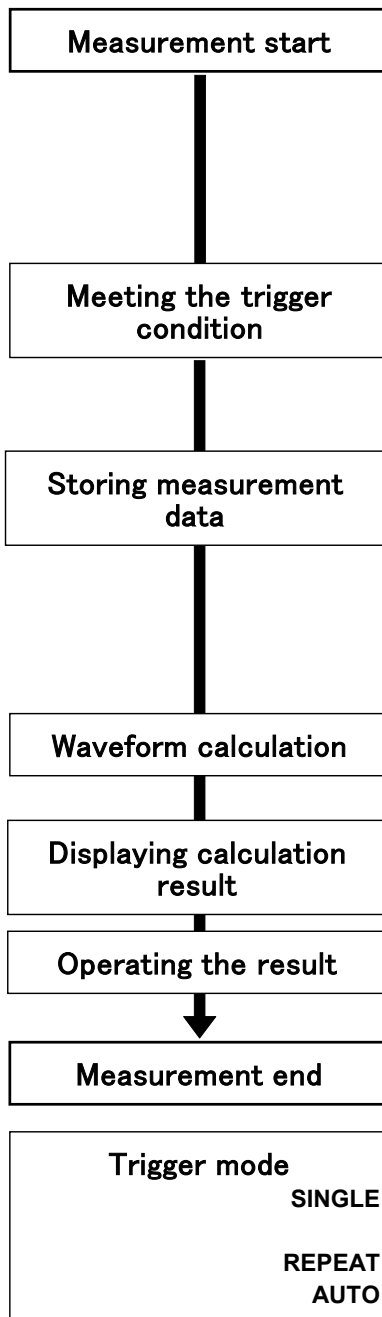 Measurement start
Meeting the trigger
condition
Storing measurement
data
Waveform calculation
Displaying calculation
result
Operating the result
Measurement end
Trigger mode
SINGLE
REPEAT
AUTO